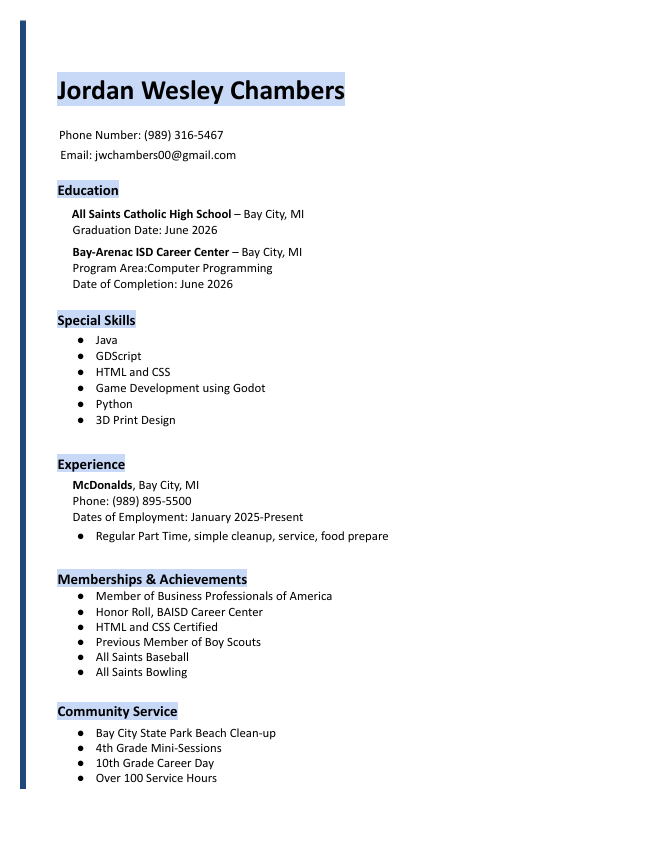 Jordan Wesley Chambers
Phone Number: (989) 316-5467
Email: jwchambers00@gmail.com
Education
All Saints Catholic High School – Bay City, MI
Graduation Date: June 2026
Bay-Arenac ISD Career Center – Bay City, MI
Program Area:Computer Programming
Date of Completion: June 2026
Special Skills
● Java
● GDScript
● HTML and CSS
● Game Development using Godot
● Python
● 3D Print Design
Experience
McDonalds, Bay City, MI
Phone: (989) 895-5500
Dates of Employment: January 2025-Present
● Regular Part Time, simple cleanup, service, food prepare
Memberships & Achievements
● Member of Business Professionals of America
● Honor Roll, BAISD Career Center
● HTML and CSS Certified
● Previous Member of Boy Scouts
● All Saints Baseball
● All Saints Bowling
Community Service
● Bay City State Park Beach Clean-up
● 4th Grade Mini-Sessions
● 10th Grade Career Day
● Over 100 Service Hours